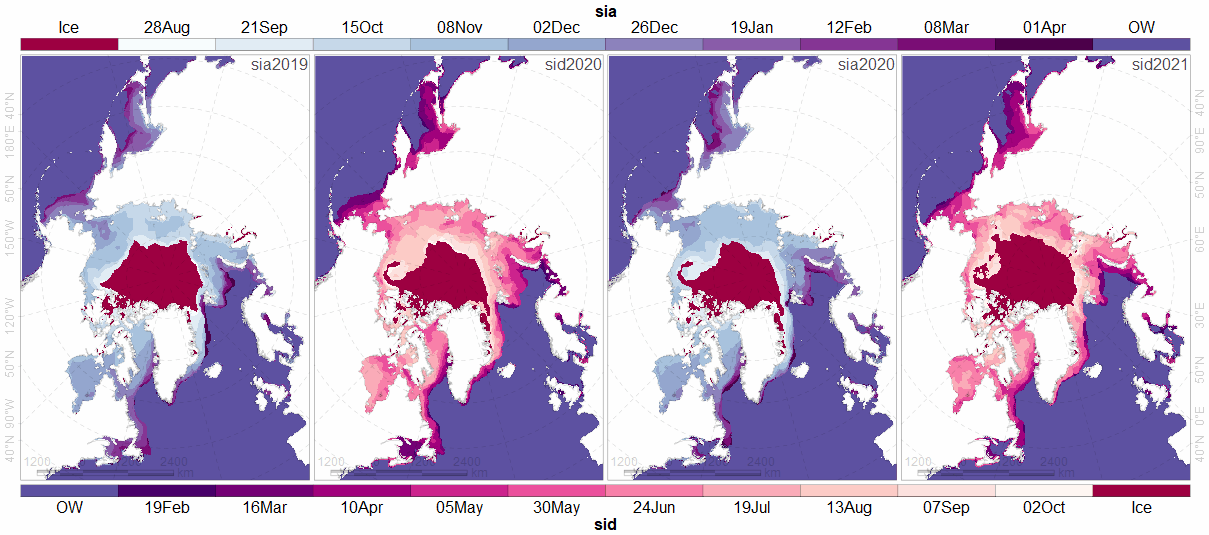 sia
Ice 28Aug 21Sep 15Oct 08Nov 02Dec 26Dec 19Jan 12Feb 08Mar 01Apr OW
sia2019 sid2020 sia2020 sid2021
40°N
180°E
50°N
150°W
120°W
50°N
90°W
40°N
40°N
90°E
50°N
60°E
30°E
50°N
0°E
40°N
1200 2400 km
1200 2400 km
1200 2400 km
1200 2400 km
OW 19Feb 16Mar 10Apr 05May 30May 24Jun 19Jul 13Aug 07Sep 02Oct Ice
sid